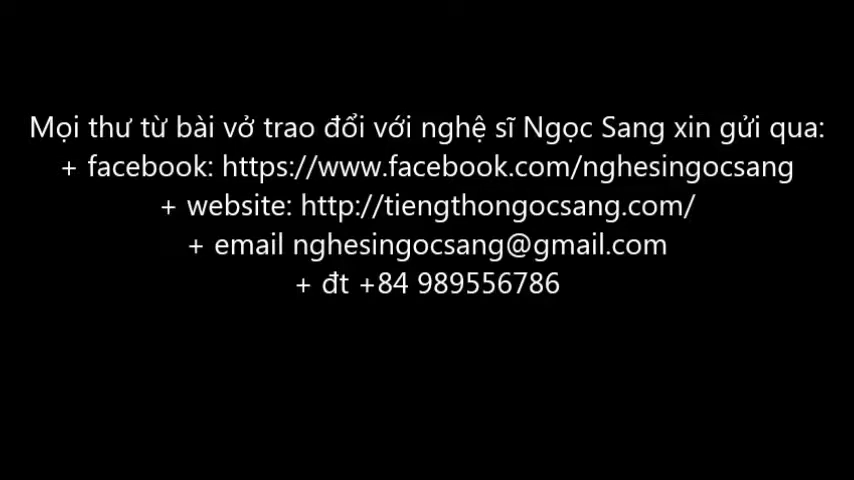 Mọi thư từ bài vở trao đổi với nghệ sĩ Ngọc Sang xin gửi qua:
+ facebook: https://www.facebook.com/nghesingocsang
+ website: http://tiengthongocsang.com/
+ email nghesingocsang@gmail.com
+ đt +84 989556786